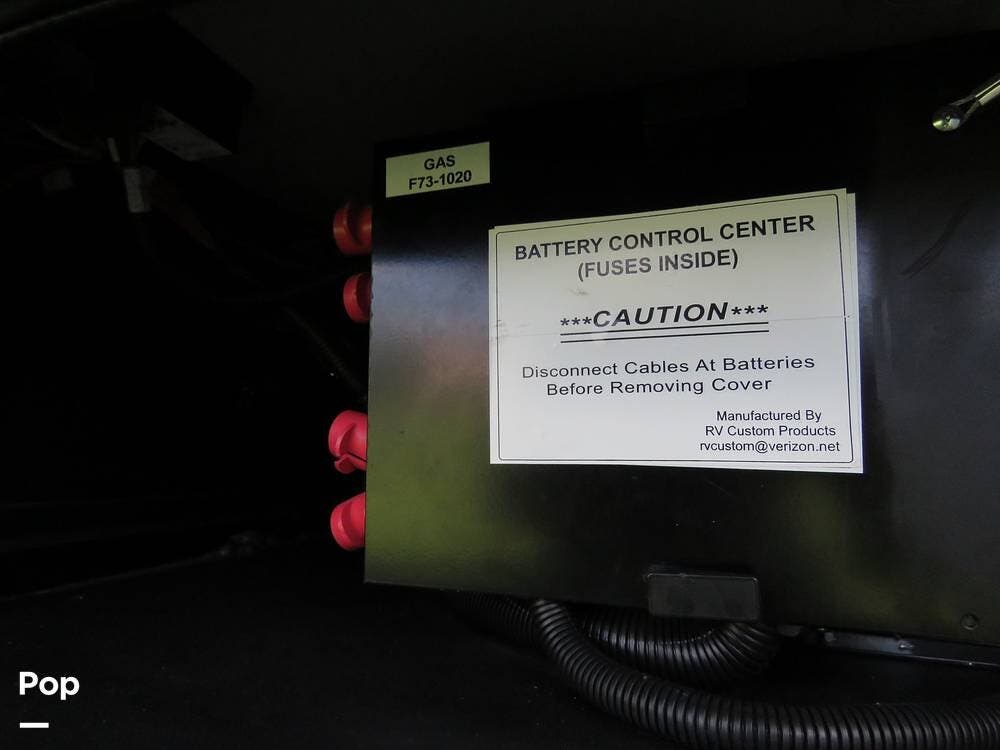 GAS
F73-1020
BATTERY CONTROL CENTER
(FUSES INSIDE)
***CAUTION***
Disconnect Cables At Batteries
Before Removing Cover
Manufactured By
RV Custom Products
rvcustom@verizon.net
Pop